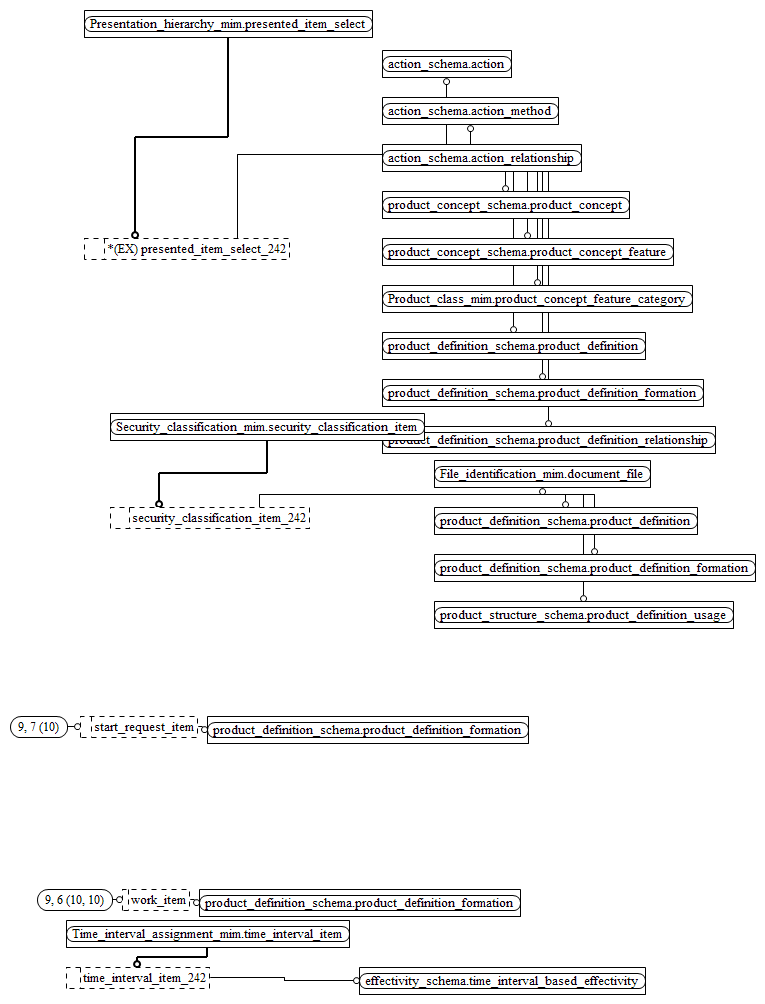 Presentation_hierarchy_mim.presented_item_select
action_schema.action
action_schema.action_method
action_schema.action_relationship
product_concept_schema.product_concept
*(EX) presented_item_select_242
product_concept_schema.product_concept_feature
Product_class_mim.product_concept_feature_category
product_definition_schema.product_definition
product_definition_schema.product_definition_formation
Security_classification_mim.security_classification_item
product_definition_schema.product_definition_relationship
File_identification_mim.document_file
security_classification_item_242
product_definition_schema.product_definition
product_definition_schema.product_definition_formation
product_structure_schema.product_definition_usage
9, 7 (10) start_request_item product_definition_schema.product_definition_formation
9, 6 (10, 10) work_item product_definition_schema.product_definition_formation
Time_interval_assignment_mim.time_interval_item
time_interval_item_242 effectivity_schema.time_interval_based_effectivity